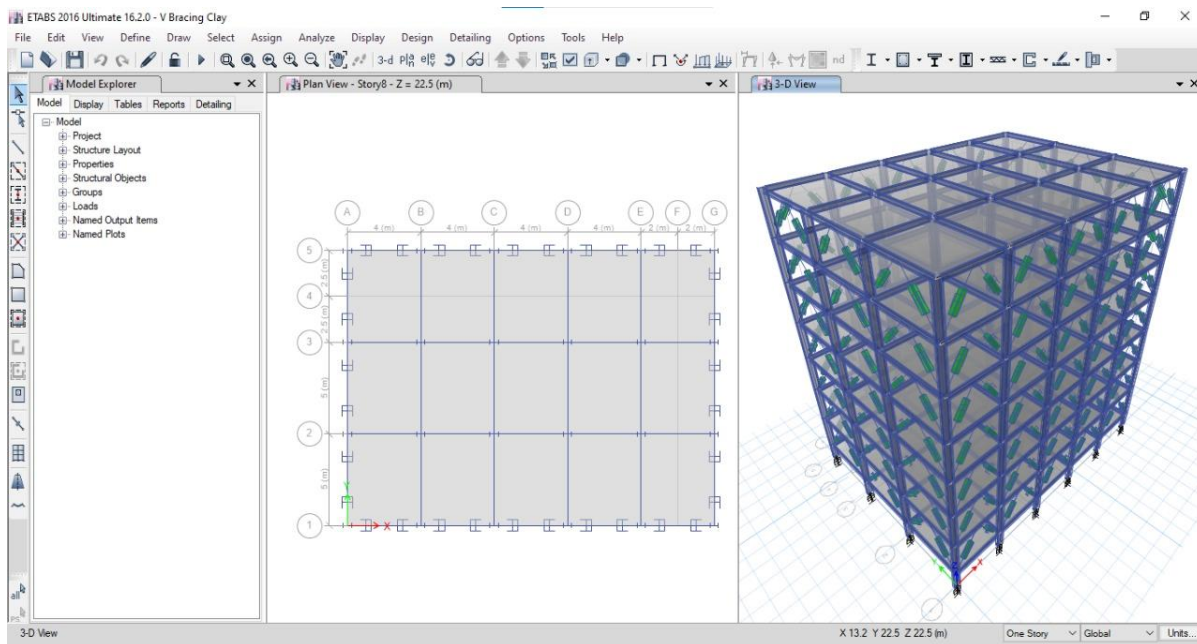 ETABS 2016 Ultimate 16.2.0 - V Bracing Clay
File Edit View Define Draw Select Assign Analyze Display Design Detailing Options Tools Help
3-d
nd
Model Explorer
Model Display Tables Reports Detailing
Model
Project
Structure Layout
Properties
Structural Objects
Groups
Loads
Named Output Items
Named Plots
Plan View - Story8 - Z = 22.5 (m)
A B C D E F G
4 (m) 4 (m) 4 (m) 4 (m) 2 (m) 2 (m)
5
2.5 (m)
4
2.5 (m)
3
5 (m)
2
5 (m)
Y
1
X
3-D View
Y X
all
PS
3-D View
X 13.2 Y 22.5 Z 22.5 (m)
One Story
Global
Units...